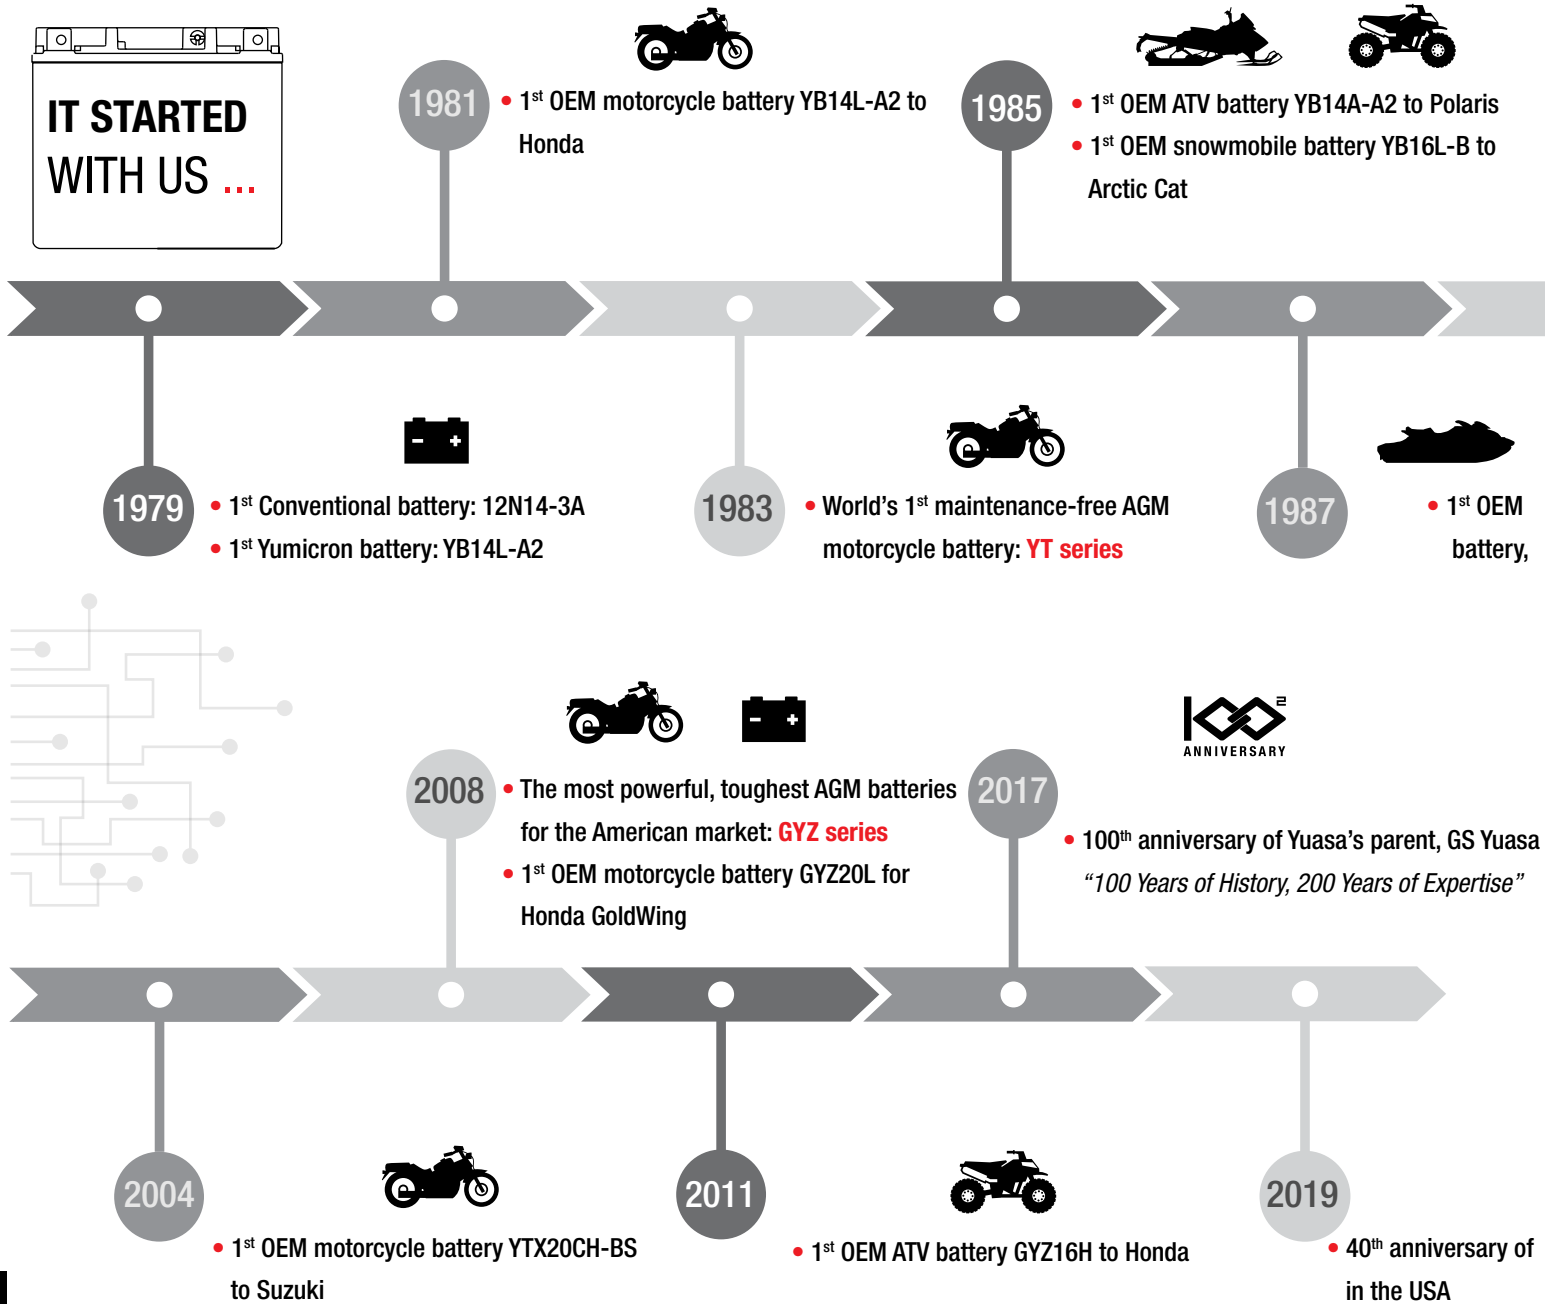 IT STARTED
WITH US ...
1981
• 1st OEM motorcycle battery YB14L-A2 to
Honda
1985
• 1st OEM ATV battery YB14A-A2 to Polaris
• 1st OEM snowmobile battery YB16L-B to
Arctic Cat
1979
• 1st Conventional battery: 12N14-3A
• 1st Yumicron battery: YB14L-A2
1983
• World's 1st maintenance-free AGM
motorcycle battery: YT series
1987
• 1st OEM
battery,
2008
• The most powerful, toughest AGM batteries
for the American market: GYZ series
• 1st OEM motorcycle battery GYZ20L for
Honda GoldWing
2017
100²
ANNIVERSARY
• 100th anniversary of Yuasa's parent, GS Yuasa
“100 Years of History, 200 Years of Expertise”
2004
• 1st OEM motorcycle battery YTX20CH-BS
to Suzuki
2011
• 1st OEM ATV battery GYZ16H to Honda
2019
• 40th anniversary of
in the USA